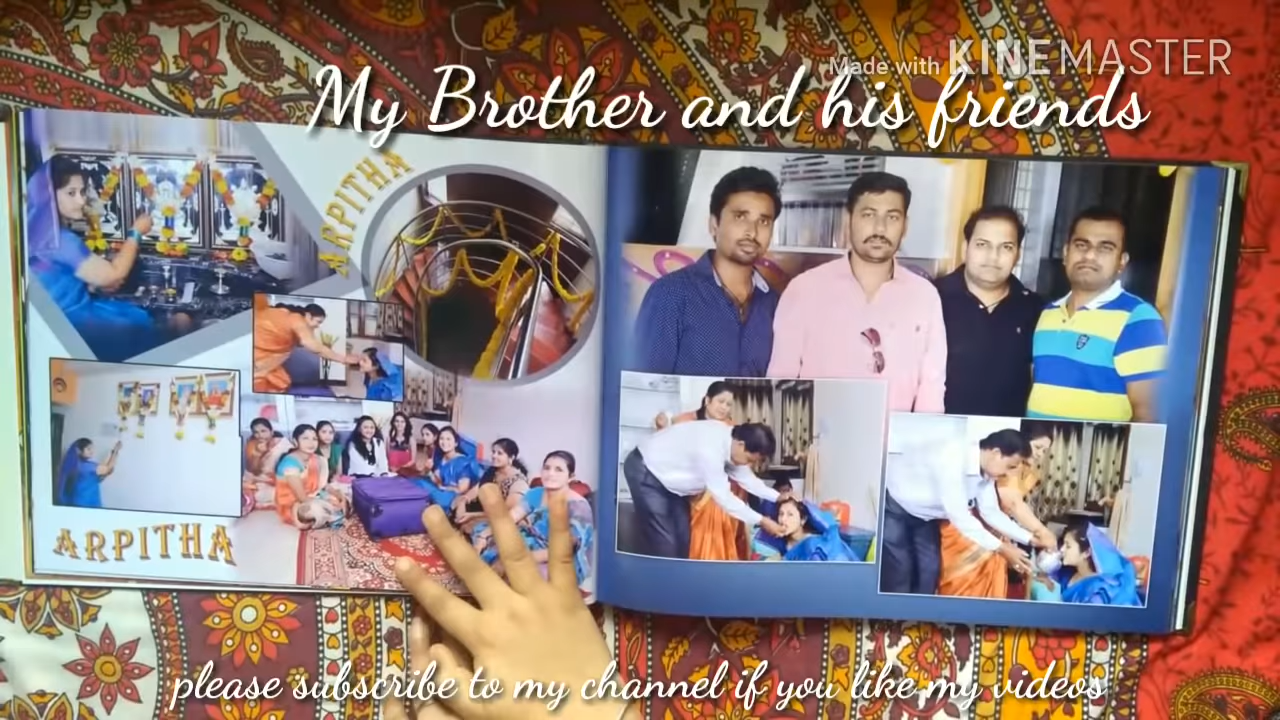 Made with KINEMASTER
My Brother and his friends
ARPITHA
ARPITHA
please subscribe to my channel if you like my videos